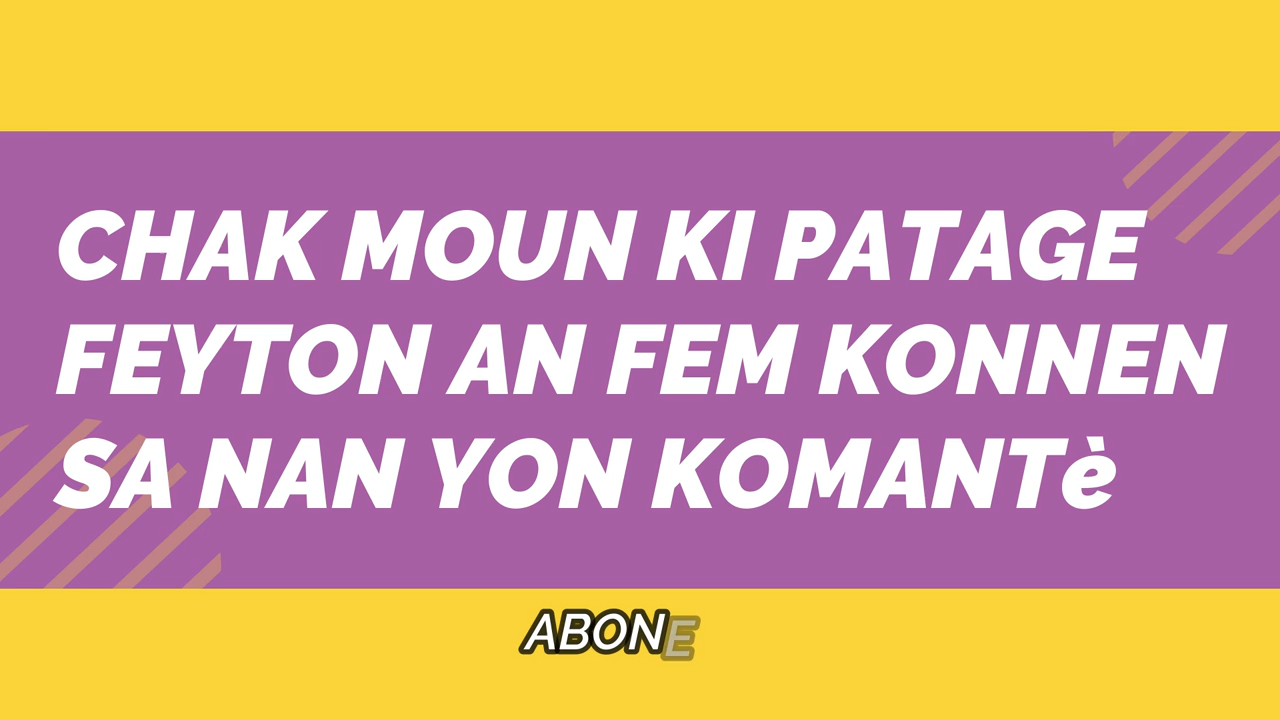 CHAK MOUN KI PATAGE
FEYTON AN FEM KONNEN
SA NAN YON KOMANTè
ABONE